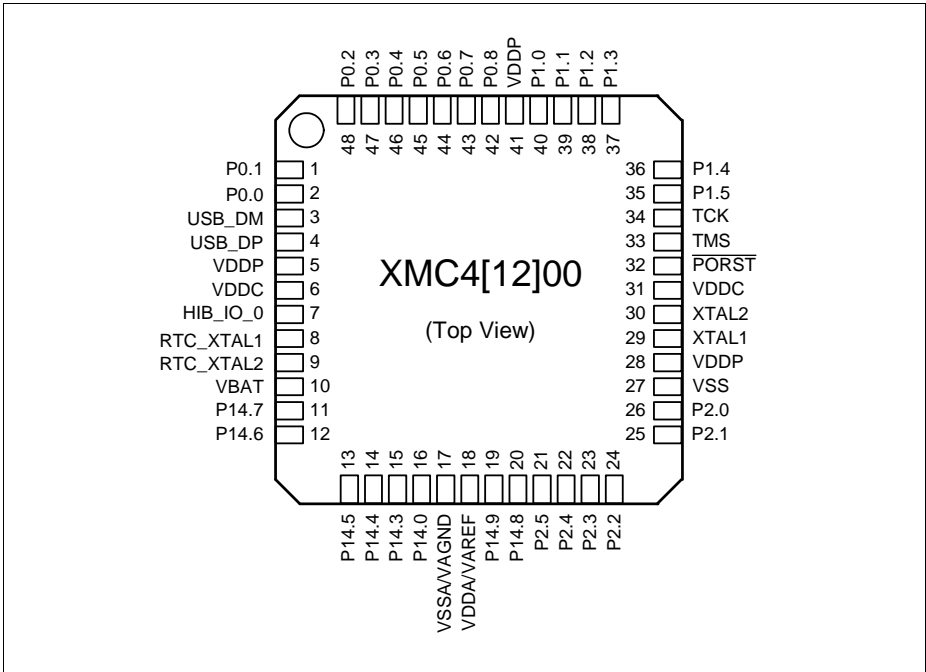 P0.2 P0.3 P0.4 P0.5 P0.6 P0.7 P0.8 VDDP P1.0 P1.1 P1.2 P1.3
48 47 46 45 44 43 42 41 40 39 38 37
P0.1 1 36 P1.4
P0.0 2 35 P1.5
USB_DM 3 34 TCK
USB_DP 4 33 TMS
VDDP 5 32 PORST
VDDC 6 31 VDDC
HIB_IO_0 7 30 XTAL2
RTC_XTAL1 8 29 XTAL1
RTC_XTAL2 9 28 VDDP
VBAT 10 27 VSS
P14.7 11 26 P2.0
P14.6 12 25 P2.1
XMC4[12]00
(Top View)
13 14 15 16 17 18 19 20 21 22 23 24
P14.5 P14.4 P14.3 P14.0 VSSA/VAGND VDDA/VAREF P14.9 P14.8 P2.5 P2.4 P2.3 P2.2